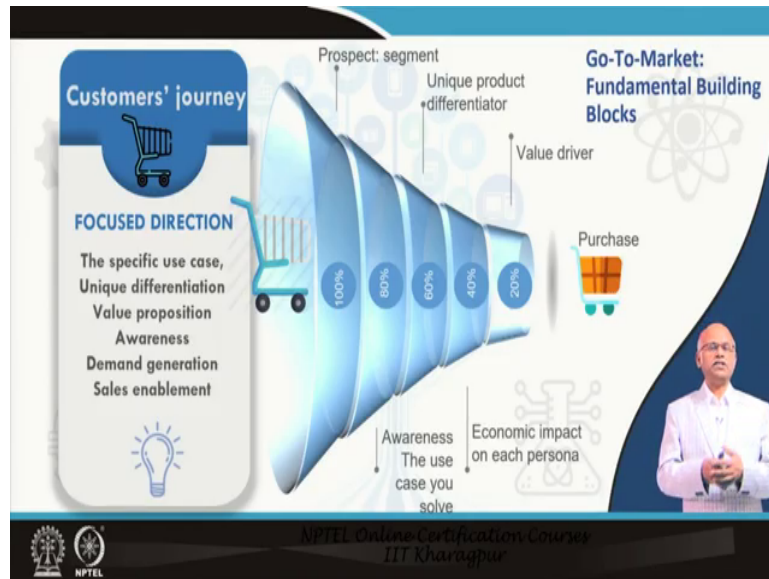 Customers' journey
FOCUSED DIRECTION
The specific use case,
Unique differentiation
Value proposition
Awareness
Demand generation
Sales enablement
Prospect: segment
Unique product
differentiator
Value driver
Go-To-Market:
Fundamental Building
Blocks
100%
80%
60%
40%
20%
Purchase
Awareness
The use
case you
solve
Economic impact
on each persona
NPTEL
NPTEL Online Certification Courses
IIT Kharagpur